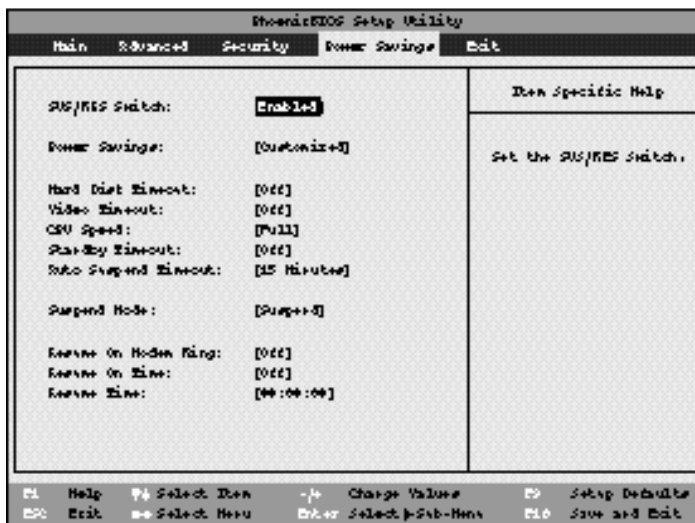 PhoenixBIOS Setup Utility
Main Advanced Security Power Savings Exit
SUS/RES Switch: [Enabled]
Power Savings: [Customized]
Hard Disk Timeout: [Off]
Video Timeout: [Off]
CPU Speed: [Full]
Standby Timeout: [Off]
Auto Suspend Timeout: [15 Minutes]
Suspend Mode: [Suspend]
Resume On Modem Ring: [Off]
Resume On Time: [Off]
Resume Time: [00:00:00]
Item Specific Help
Set the SUS/RES Switch.
F1 Help ↑↓ Select Item -/+ Change Values F9 Setup Defaults
ESC Exit ←→ Select Menu Enter Select ▶ Sub-Menu F10 Save and Exit